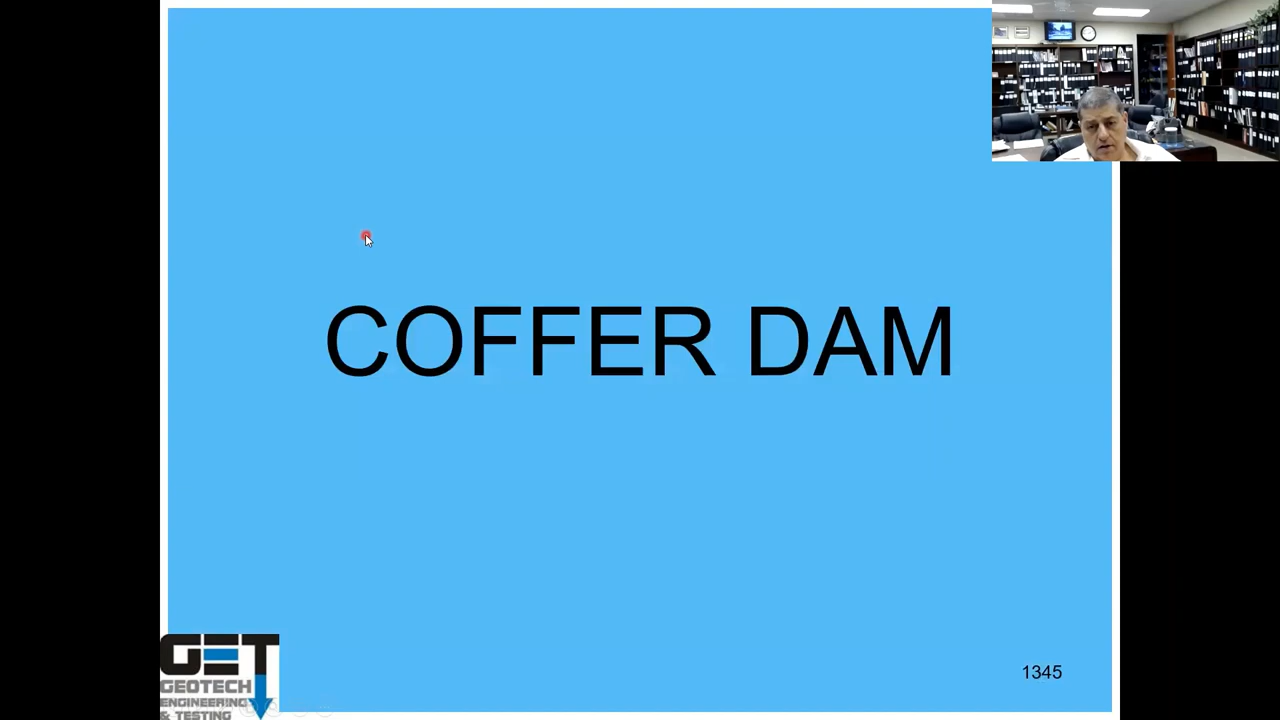 COFFER DAM
GET
GEOTECH
ENGINEERING
& TESTING
1345